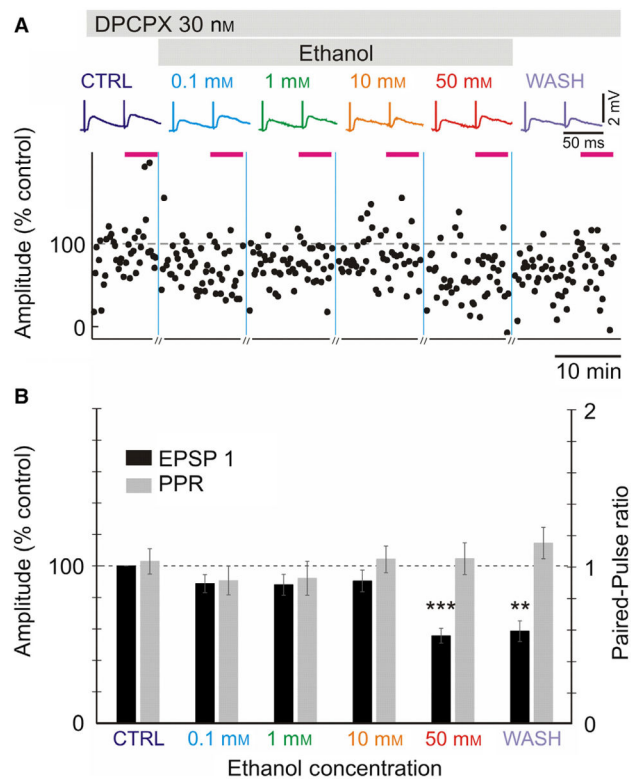 A
DPCPX 30 nM
Ethanol
CTRL 0.1 mM 1 mM 10 mM 50 mM WASH
2 mV
50 ms
Amplitude (% control)
100
0
// // // // //
10 min
B
Amplitude (% control)
100
0
EPSP 1
PPR
*** **
2
1
0
Paired-Pulse ratio
CTRL 0.1 mM 1 mM 10 mM 50 mM WASH
Ethanol concentration